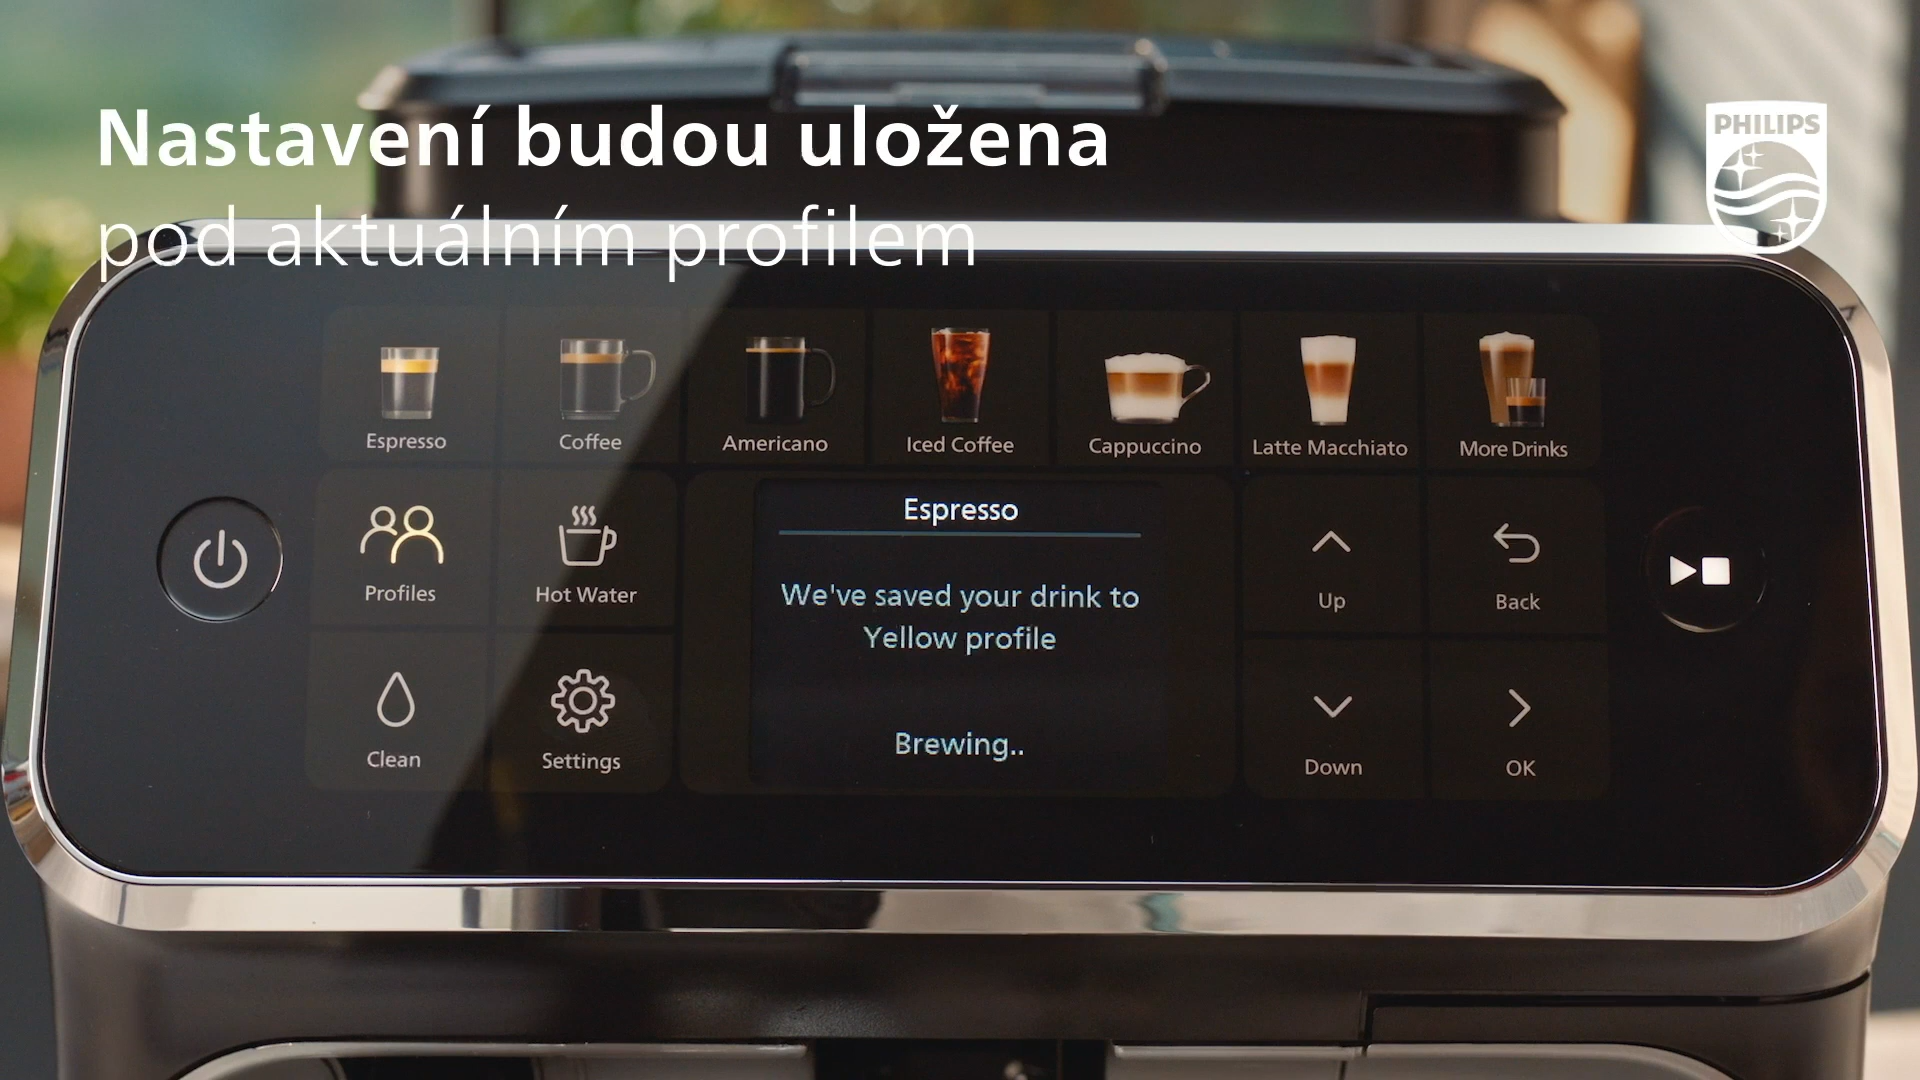 Nastavení budou uložena
pod aktuálním profilem
PHILIPS
Espresso
Coffee
Americano
Iced Coffee
Cappuccino
Latte Macchiato
More Drinks
Profiles
Hot Water
Espresso
We've saved your drink to
Yellow profile
Brewing..
Up
Back
Clean
Settings
Down
OK